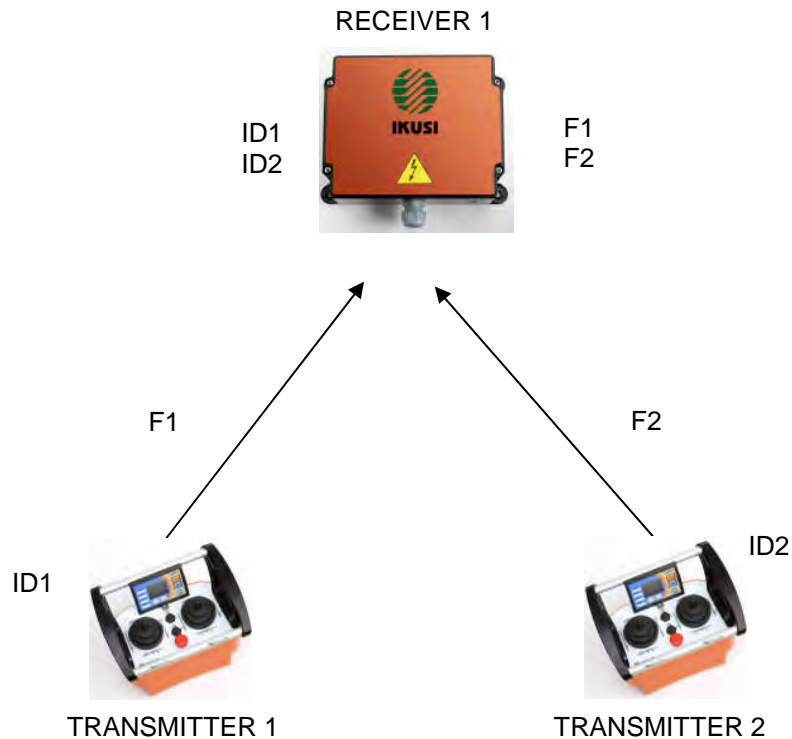 RECEIVER 1
ID1
ID2
IKUSI
F1
F2
F1
F2
ID1
ID2
TRANSMITTER 1
TRANSMITTER 2